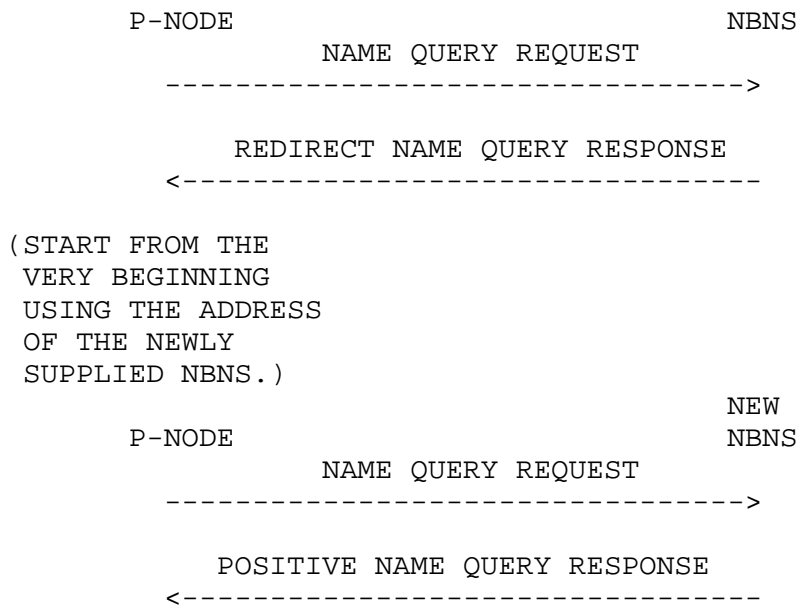 P-NODE NBNS
NAME QUERY REQUEST
--------------------------------->
REDIRECT NAME QUERY RESPONSE
<---------------------------------
(START FROM THE
VERY BEGINNING
USING THE ADDRESS
OF THE NEWLY
SUPPLIED NBNS.)
NEW
P-NODE NBNS
NAME QUERY REQUEST
--------------------------------->
POSITIVE NAME QUERY RESPONSE
<---------------------------------